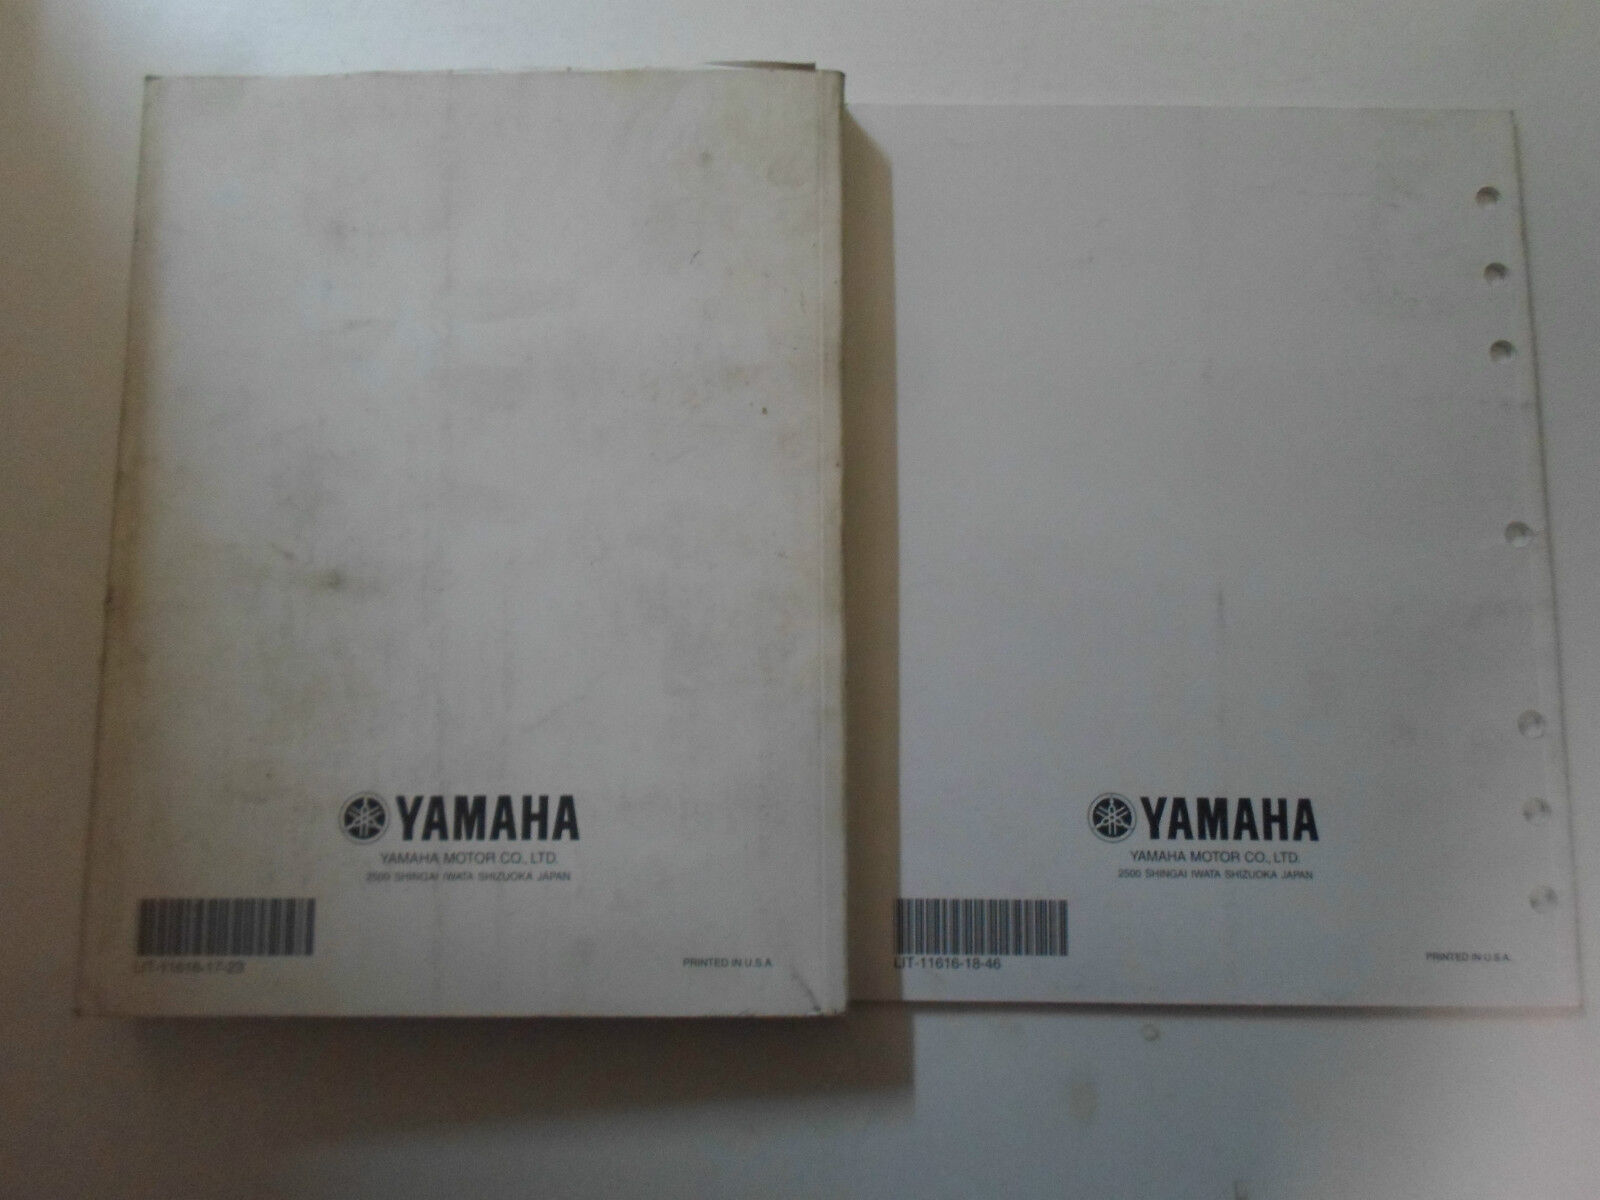 YAMAHA
YAMAHA MOTOR CO., LTD.
2500 SHINGAI IWATA SHIZUOKA JAPAN
LIT-11616-17-23
PRINTED IN U.S.A.
YAMAHA
YAMAHA MOTOR CO., LTD.
2500 SHINGAI IWATA SHIZUOKA JAPAN
LIT-11616-18-46
PRINTED IN U.S.A.